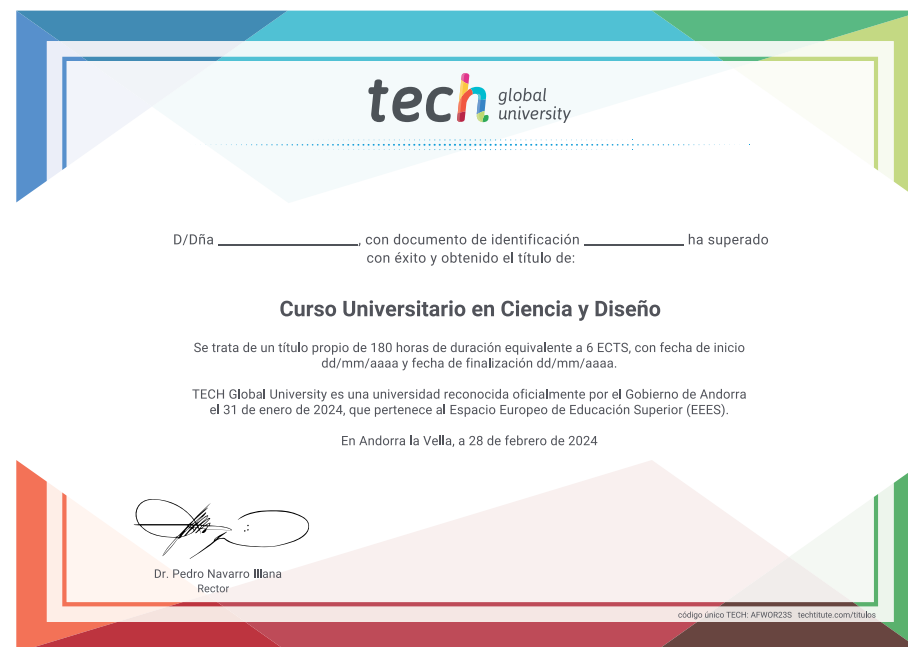 tech global
university
D/Dña ____________________, con documento de identificación ______________ ha superado
con éxito y obtenido el título de:
Curso Universitario en Ciencia y Diseño
Se trata de un título propio de 180 horas de duración equivalente a 6 ECTS, con fecha de inicio
dd/mm/aaaa y fecha de finalización dd/mm/aaaa.
TECH Global University es una universidad reconocida oficialmente por el Gobierno de Andorra
el 31 de enero de 2024, que pertenece al Espacio Europeo de Educación Superior (EEES).
En Andorra la Vella, a 28 de febrero de 2024
Dr. Pedro Navarro Illana
Rector
código único TECH: AFWOR23S techtitute.com/titulos